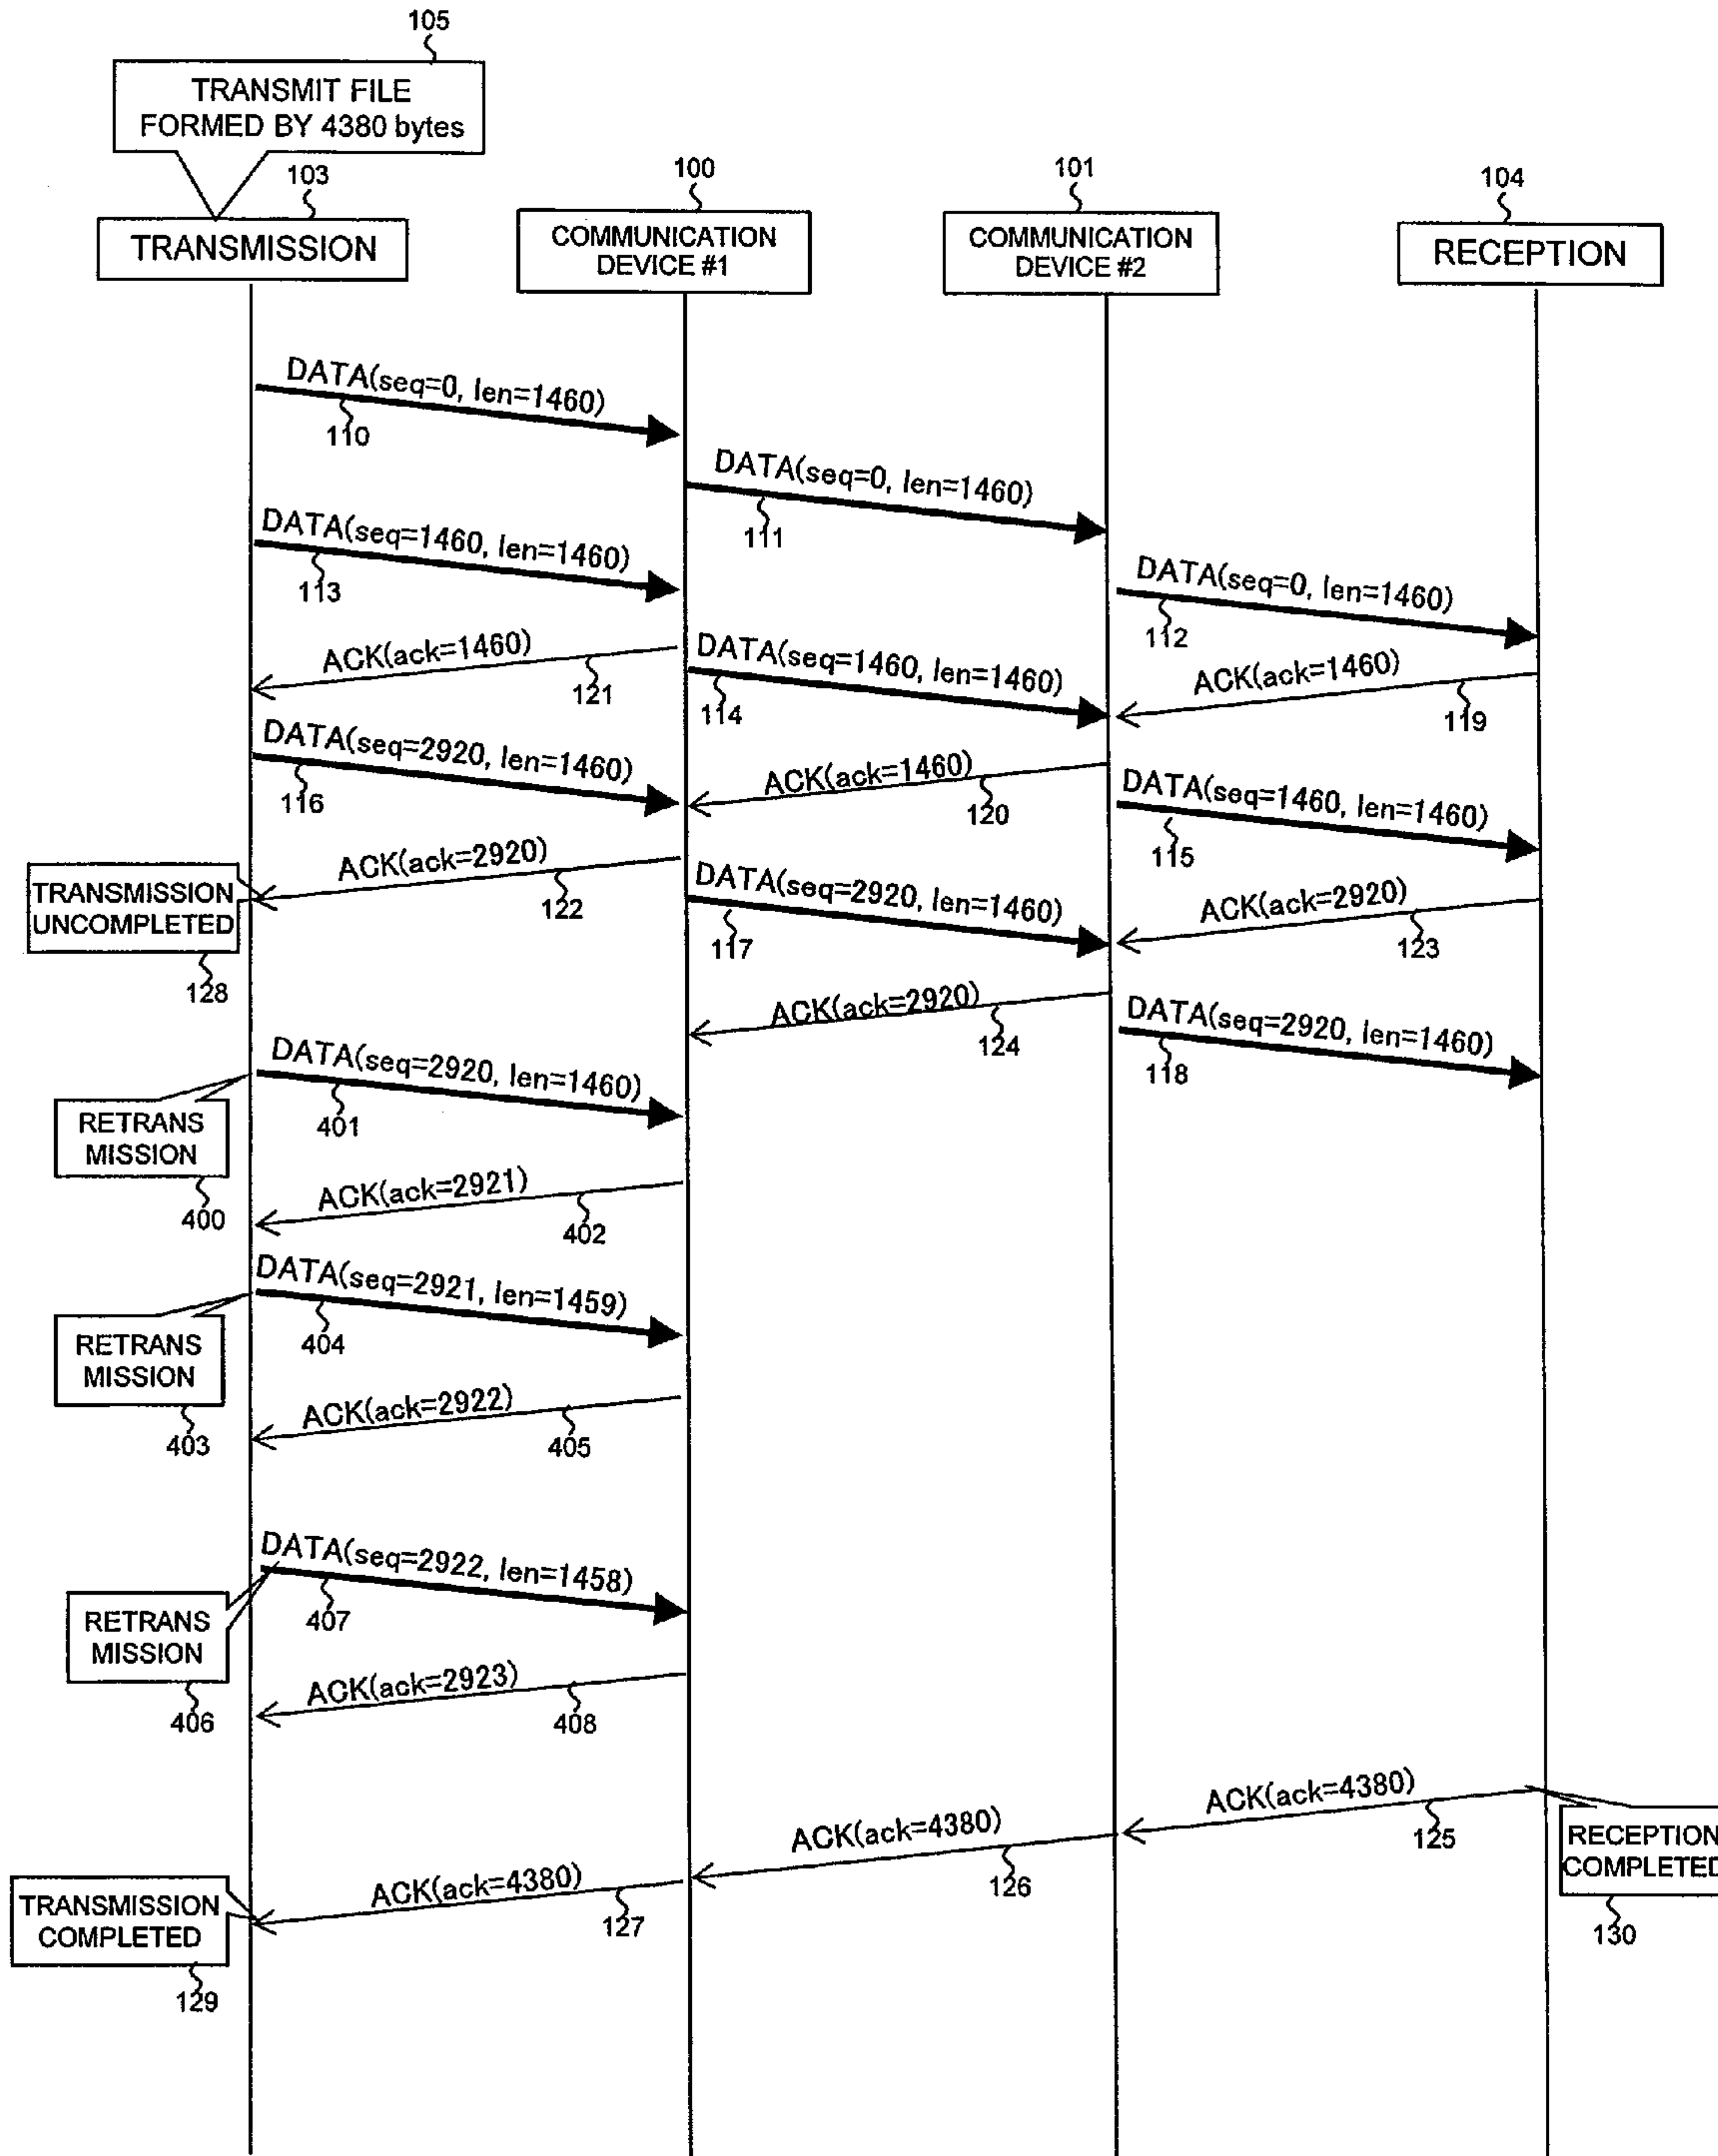 105
TRANSMIT FILE
FORMED BY 4380 bytes
103
100
101
104
TRANSMISSION
COMMUNICATION
DEVICE #1
COMMUNICATION
DEVICE #2
RECEPTION
DATA(seq=0, len=1460)
110
DATA(seq=0, len=1460)
111
DATA(seq=1460, len=1460)
113
DATA(seq=0, len=1460)
112
ACK(ack=1460)
121
DATA(seq=1460, len=1460)
114
ACK(ack=1460)
119
DATA(seq=2920, len=1460)
116
ACK(ack=1460)
120
DATA(seq=1460, len=1460)
115
ACK(ack=2920)
122
TRANSMISSION
UNCOMPLETED
128
DATA(seq=2920, len=1460)
117
ACK(ack=2920)
123
ACK(ack=2920)
124
DATA(seq=2920, len=1460)
118
DATA(seq=2920, len=1460)
401
RETRANS
MISSION
400
ACK(ack=2921)
402
DATA(seq=2921, len=1459)
404
RETRANS
MISSION
403
ACK(ack=2922)
405
DATA(seq=2922, len=1458)
407
RETRANS
MISSION
406
ACK(ack=2923)
408
ACK(ack=4380)
125
RECEPTION
COMPLETED
130
ACK(ack=4380)
126
ACK(ack=4380)
127
TRANSMISSION
COMPLETED
129